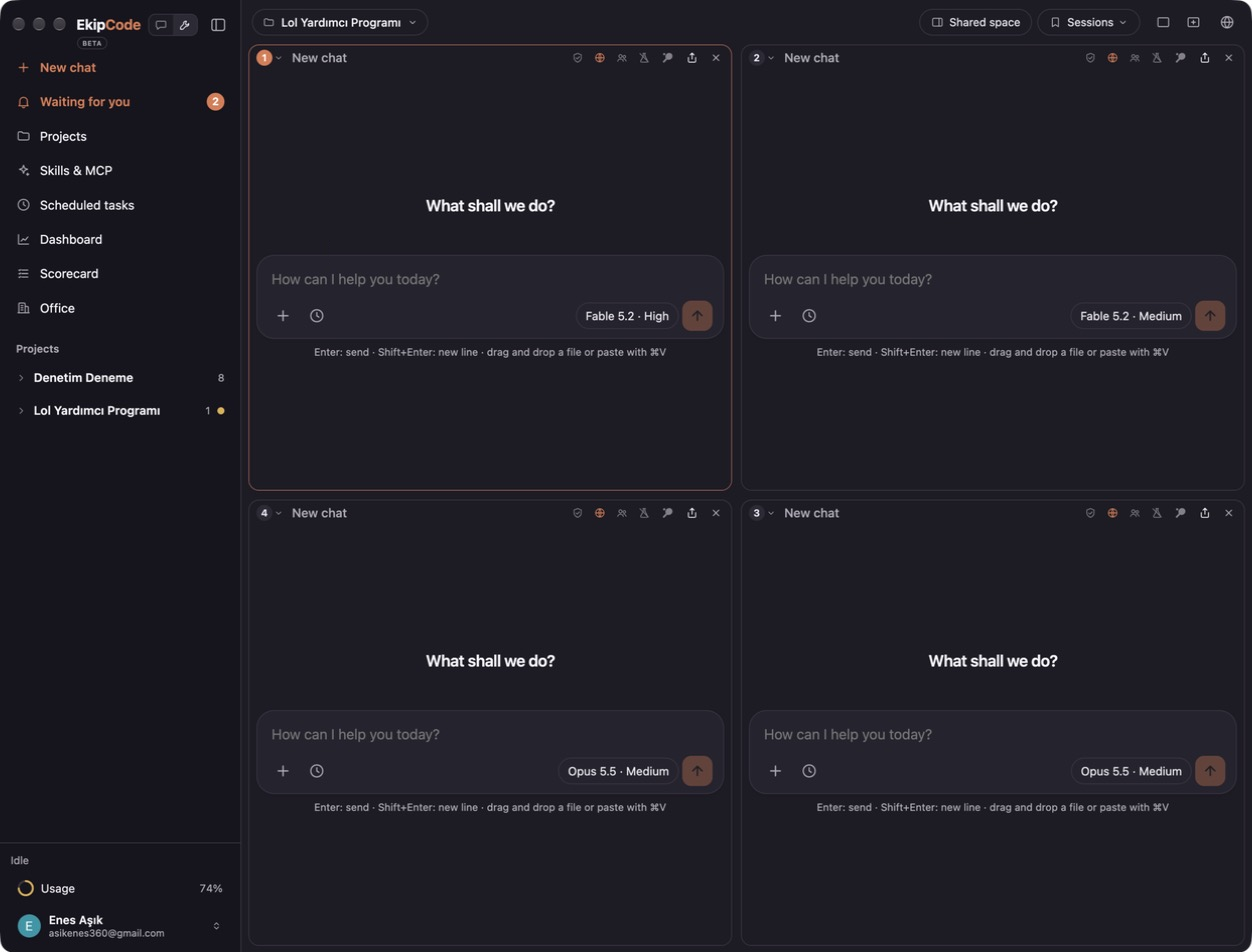 EkipCode
BETA
New chat
Waiting for you 2
Projects
Skills & MCP
Scheduled tasks
Dashboard
Scorecard
Office
Projects
Denetim Deneme 8
Lol Yardımcı Programı 1
Idle
Usage 74%
E
Enes Aşık
asikenes360@gmail.com
Lol Yardımcı Programı
Shared space
Sessions
1 New chat
What shall we do?
How can I help you today?
Fable 5.2 · High
Enter: send · Shift+Enter: new line · drag and drop a file or paste with ⌘V
2 New chat
What shall we do?
How can I help you today?
Fable 5.2 · Medium
Enter: send · Shift+Enter: new line · drag and drop a file or paste with ⌘V
4 New chat
What shall we do?
How can I help you today?
Opus 5.5 · Medium
Enter: send · Shift+Enter: new line · drag and drop a file or paste with ⌘V
3 New chat
What shall we do?
How can I help you today?
Opus 5.5 · Medium
Enter: send · Shift+Enter: new line · drag and drop a file or paste with ⌘V